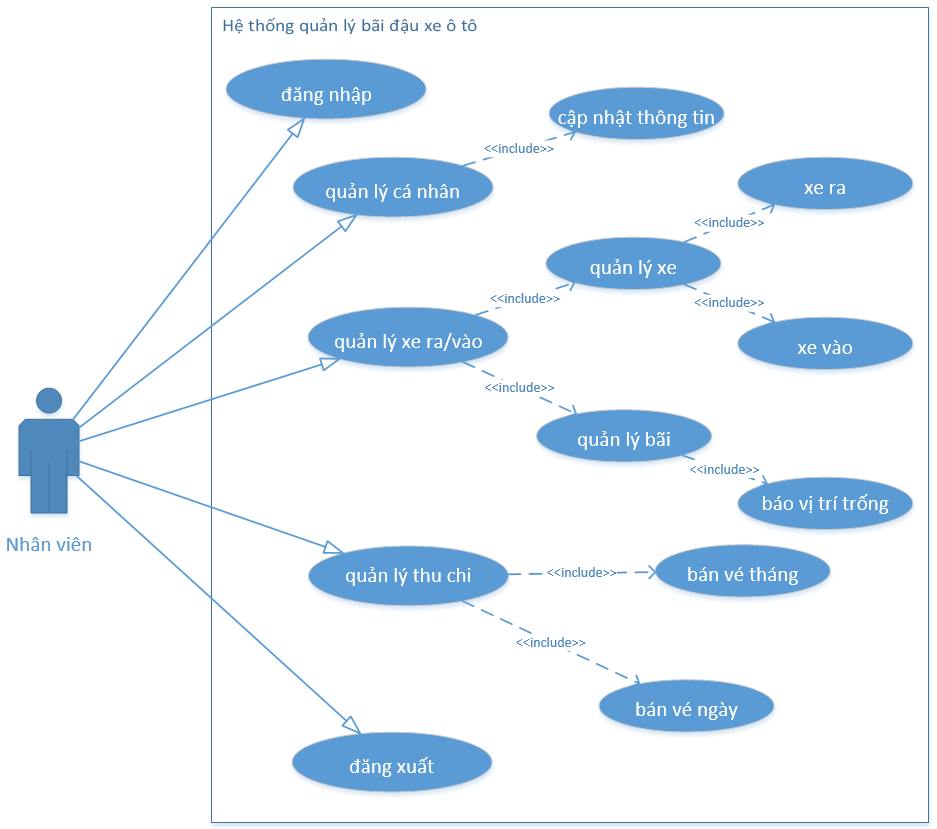 Hệ thống quản lý bãi đậu xe ô tô
đăng nhập
cập nhật thông tin
<<include>>
quản lý cá nhân
xe ra
<<include>>
quản lý xe
<<include>>
<<include>>
quản lý xe ra/vào
xe vào
<<include>>
quản lý bãi
<<include>>
báo vị trí trống
Nhân viên
quản lý thu chi
<<include>>
bán vé tháng
<<include>>
bán vé ngày
đăng xuất